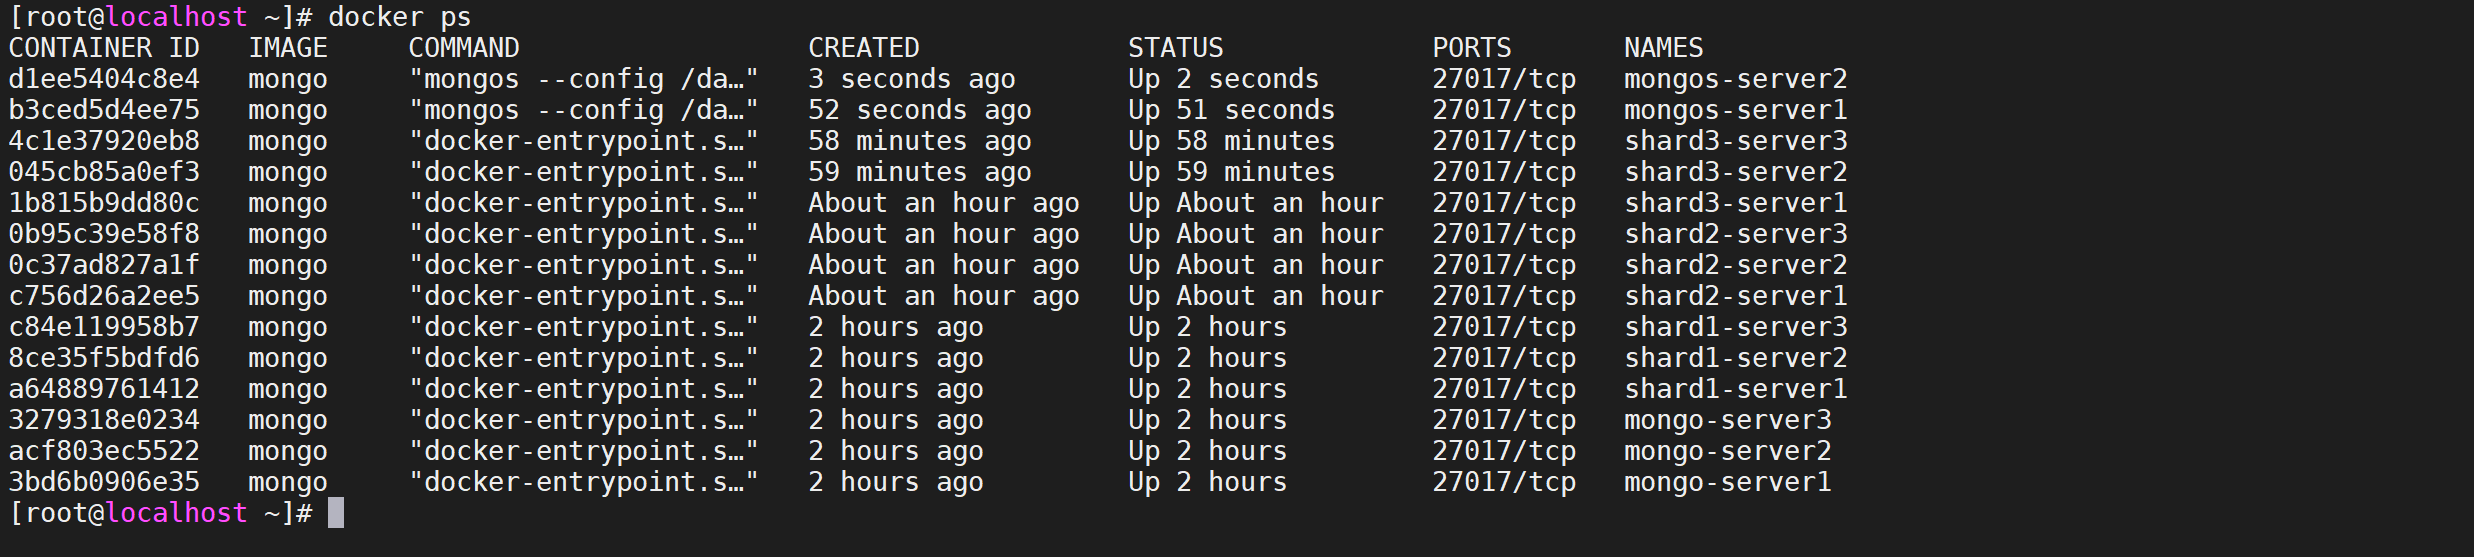 [root@localhost ~]# docker ps
CONTAINER ID   IMAGE     COMMAND                  CREATED             STATUS             PORTS       NAMES
d1ee5404c8e4   mongo     "mongos --config /da…"   3 seconds ago       Up 2 seconds       27017/tcp   mongos-server2
b3ced5d4ee75   mongo     "mongos --config /da…"   52 seconds ago      Up 51 seconds      27017/tcp   mongos-server1
4c1e37920eb8   mongo     "docker-entrypoint.s…"   58 minutes ago      Up 58 minutes      27017/tcp   shard3-server3
045cb85a0ef3   mongo     "docker-entrypoint.s…"   59 minutes ago      Up 59 minutes      27017/tcp   shard3-server2
1b815b9dd80c   mongo     "docker-entrypoint.s…"   About an hour ago   Up About an hour   27017/tcp   shard3-server1
0b95c39e58f8   mongo     "docker-entrypoint.s…"   About an hour ago   Up About an hour   27017/tcp   shard2-server3
0c37ad827a1f   mongo     "docker-entrypoint.s…"   About an hour ago   Up About an hour   27017/tcp   shard2-server2
c756d26a2ee5   mongo     "docker-entrypoint.s…"   About an hour ago   Up About an hour   27017/tcp   shard2-server1
c84e119958b7   mongo     "docker-entrypoint.s…"   2 hours ago         Up 2 hours         27017/tcp   shard1-server3
8ce35f5bdfd6   mongo     "docker-entrypoint.s…"   2 hours ago         Up 2 hours         27017/tcp   shard1-server2
a64889761412   mongo     "docker-entrypoint.s…"   2 hours ago         Up 2 hours         27017/tcp   shard1-server1
3279318e0234   mongo     "docker-entrypoint.s…"   2 hours ago         Up 2 hours         27017/tcp   mongo-server3
acf803ec5522   mongo     "docker-entrypoint.s…"   2 hours ago         Up 2 hours         27017/tcp   mongo-server2
3bd6b0906e35   mongo     "docker-entrypoint.s…"   2 hours ago         Up 2 hours         27017/tcp   mongo-server1
[root@localhost ~]#